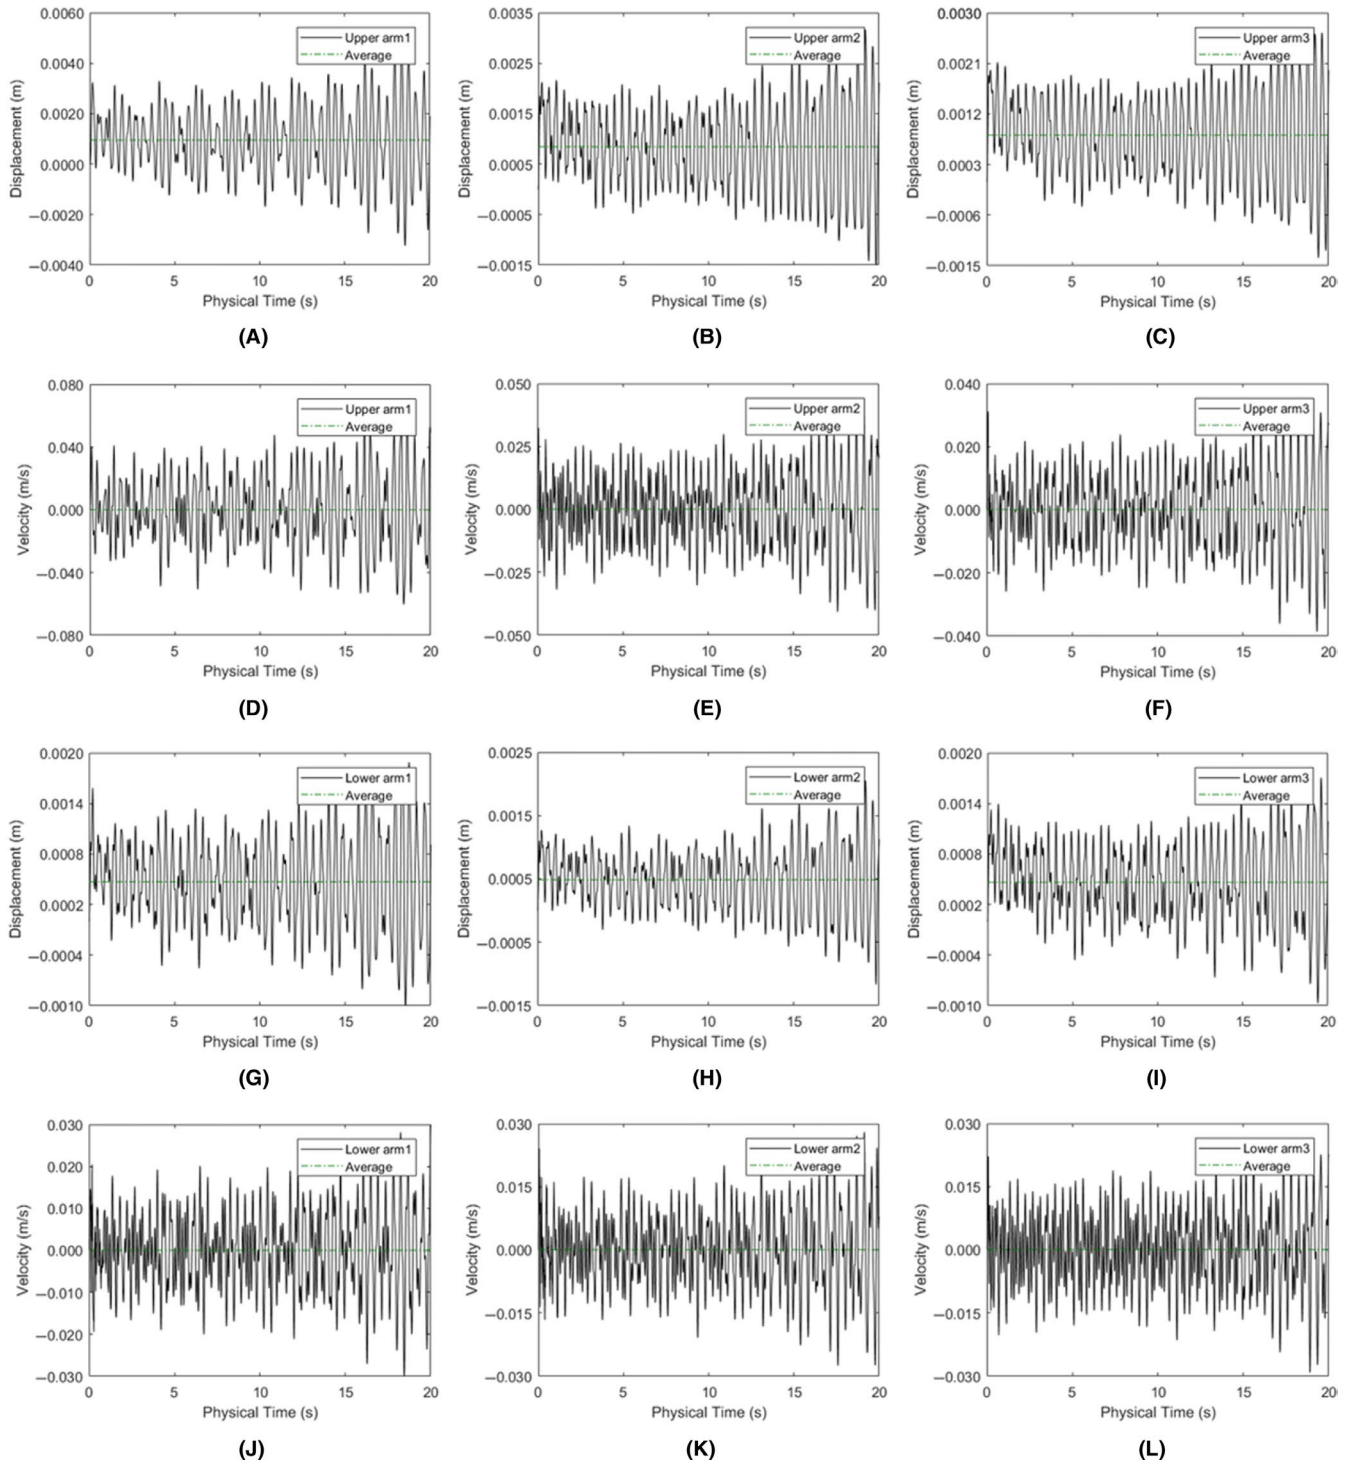 0.0060
0.0040
0.0020
0.0000
−0.0020
−0.0040
Displacement (m)
Upper arm1
Average
0 5 10 15 20
Physical Time (s)
(A)
0.0035
0.0025
0.0015
0.0005
−0.0005
−0.0015
Displacement (m)
Upper arm2
Average
0 5 10 15 20
Physical Time (s)
(B)
0.0030
0.0021
0.0012
0.0003
−0.0006
−0.0015
Displacement (m)
Upper arm3
Average
0 5 10 15 20
Physical Time (s)
(C)
0.080
0.040
0.000
−0.040
−0.080
Velocity (m/s)
Upper arm1
Average
0 5 10 15 20
Physical Time (s)
(D)
0.050
0.025
0.000
−0.025
−0.050
Velocity (m/s)
Upper arm2
Average
0 5 10 15 20
Physical Time (s)
(E)
0.040
0.020
0.000
−0.020
−0.040
Velocity (m/s)
Upper arm3
Average
0 5 10 15 20
Physical Time (s)
(F)
0.0020
0.0014
0.0008
0.0002
−0.0004
−0.0010
Displacement (m)
Lower arm1
Average
0 5 10 15 20
Physical Time (s)
(G)
0.0025
0.0015
0.0005
−0.0005
−0.0015
Displacement (m)
Lower arm2
Average
0 5 10 15 20
Physical Time (s)
(H)
0.0020
0.0014
0.0008
0.0002
−0.0004
−0.0010
Displacement (m)
Lower arm3
Average
0 5 10 15 20
Physical Time (s)
(I)
0.030
0.020
0.010
0.000
−0.010
−0.020
−0.030
Velocity (m/s)
Lower arm1
Average
0 5 10 15 20
Physical Time (s)
(J)
0.030
0.015
0.000
−0.015
−0.030
Velocity (m/s)
Lower arm2
Average
0 5 10 15 20
Physical Time (s)
(K)
0.030
0.015
0.000
−0.015
−0.030
Velocity (m/s)
Lower arm3
Average
0 5 10 15 20
Physical Time (s)
(L)